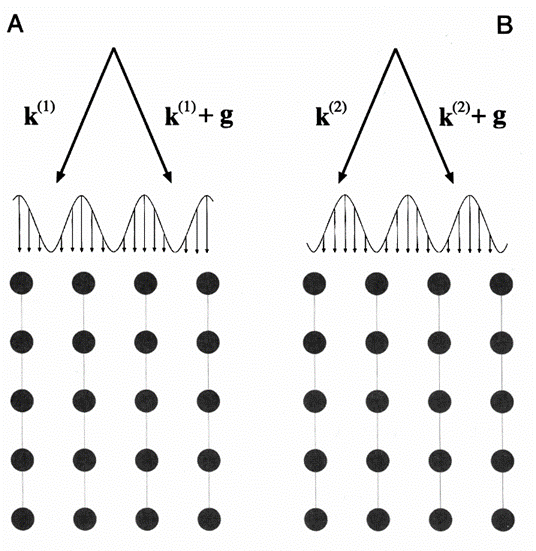 A
B
k(1)
k(1)+ g
k(2)
k(2)+ g